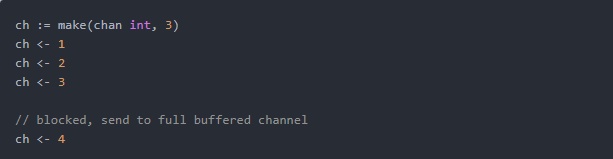 ch := make(chan int, 3)
ch <- 1
ch <- 2
ch <- 3
// blocked, send to full buffered channel
ch <- 4